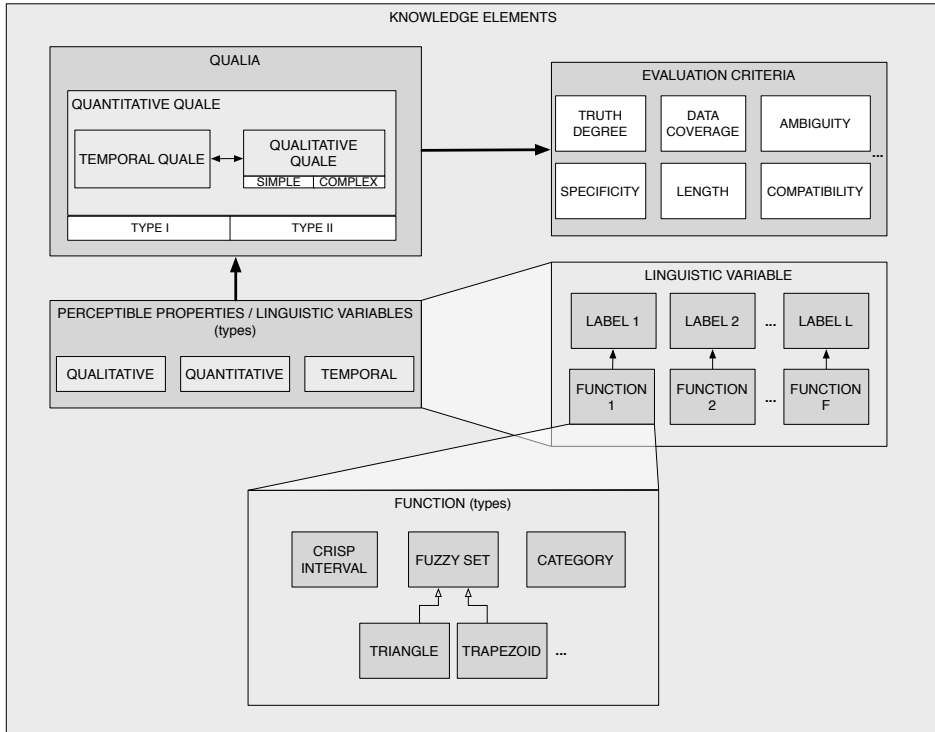 KNOWLEDGE ELEMENTS
QUALIA
QUANTITATIVE QUALE
TEMPORAL QUALE
QUALITATIVE
QUALE
SIMPLE
COMPLEX
TYPE I
TYPE II
EVALUATION CRITERIA
TRUTH
DEGREE
DATA
COVERAGE
AMBIGUITY
...
SPECIFICITY
LENGTH
COMPATIBILITY
PERCEPTIBLE PROPERTIES / LINGUISTIC VARIABLES
(types)
QUALITATIVE
QUANTITATIVE
TEMPORAL
LINGUISTIC VARIABLE
LABEL 1
LABEL 2
...
LABEL L
FUNCTION
1
FUNCTION
2
...
FUNCTION
F
FUNCTION (types)
CRISP
INTERVAL
FUZZY SET
CATEGORY
TRIANGLE
TRAPEZOID
...